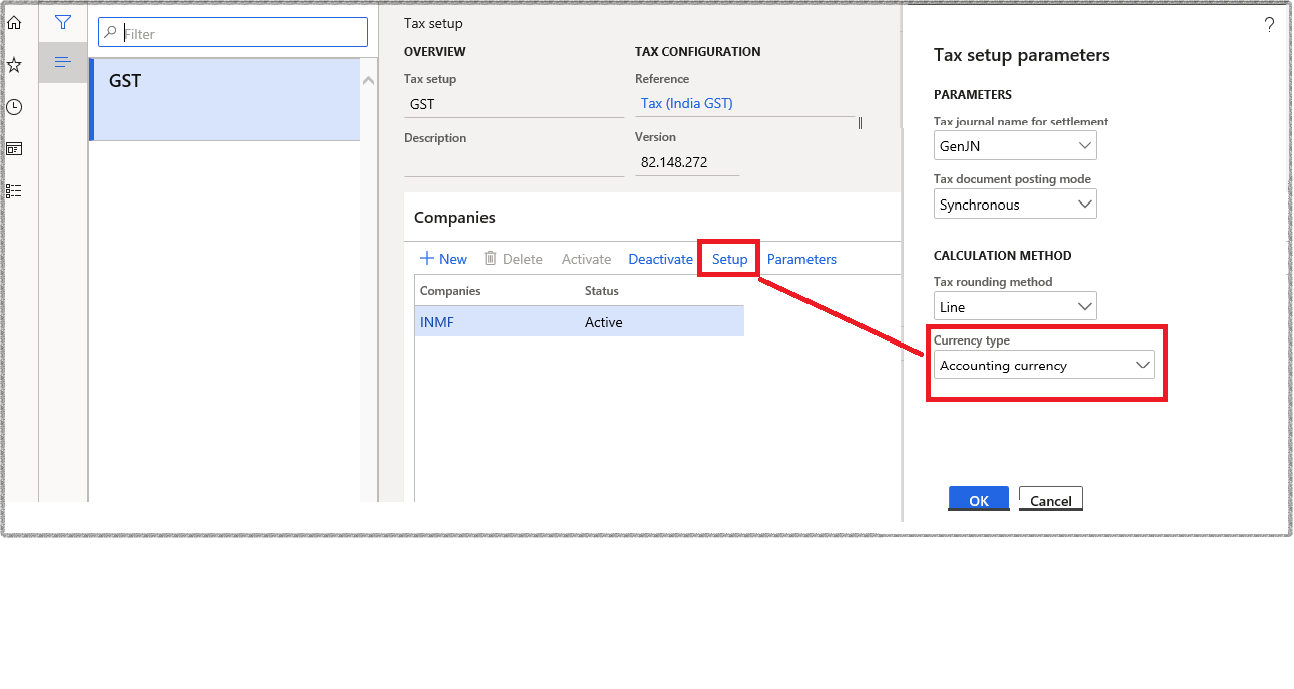 Filter
GST
Tax setup
OVERVIEW
Tax setup
GST
Description
TAX CONFIGURATION
Reference
Tax (India GST)
Version
82.148.272
Companies
New Delete Activate Deactivate Setup Parameters
Companies Status
INMF Active
?
Tax setup parameters
PARAMETERS
Tax journal name for settlement
GenJN
Tax document posting mode
Synchronous
CALCULATION METHOD
Tax rounding method
Line
Currency type
Accounting currency
OK Cancel